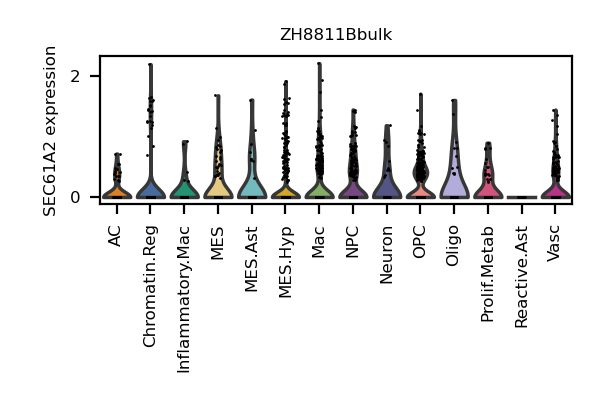 ZH8811Bbulk
SEC61A2 expression
2
0
AC
Chromatin.Reg
Inflammatory.Mac
MES
MES.Ast
MES.Hyp
Mac
NPC
Neuron
OPC
Oligo
Prolif.Metab
Reactive.Ast
Vasc